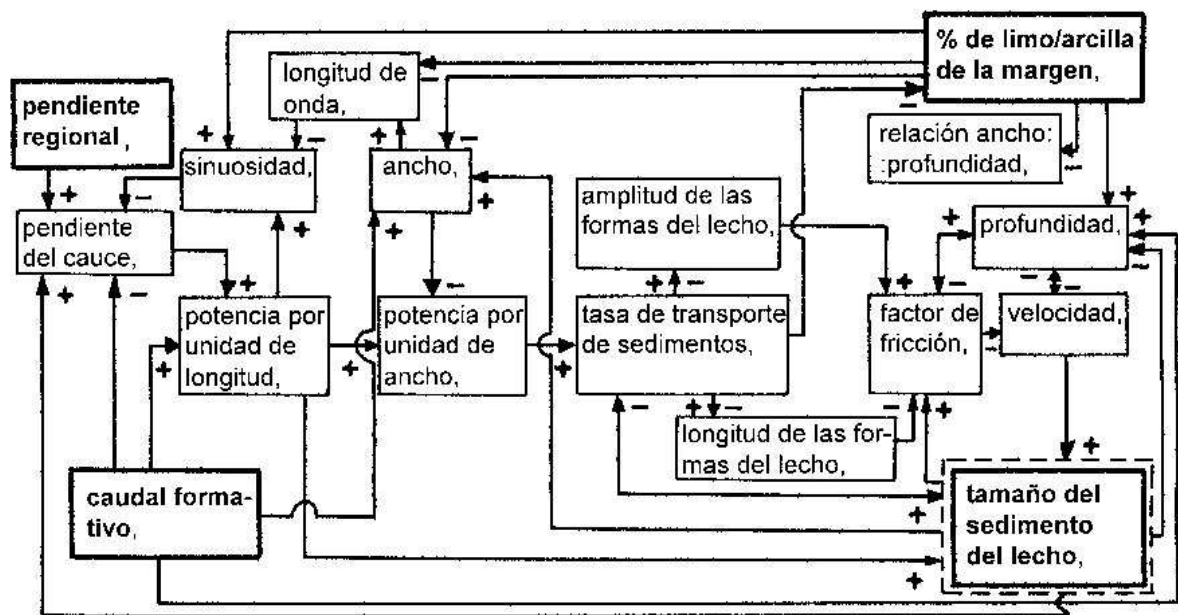 % de limo/arcilla
de la margen,
longitud de
onda,
pendiente
regional ,
relación ancho:
:profundidad,
sinuosidad,
ancho,
amplitud de las
formas del lecho,
profundidad,
pendiente
del cauce,
potencia por
unidad de
longitud,
potencia por
unidad de
ancho,
tasa de transporte
de sedimentos,
factor de
fricción,
velocidad,
longitud de las for-
mas del lecho,
caudal forma-
tivo,
tamaño del
sedimento
del lecho,